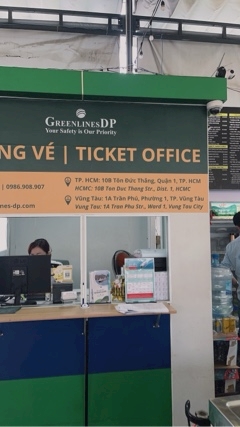 GREENLINES DP
Your Safety is Our Priority
NG VÉ | TICKET OFFICE
| 0986.908.907
TP. HCM: 10B Tôn Đức Thắng, Quận 1, TP. HCM
HCMC: 10B Ton Duc Thang Str., Dist. 1, HCMC
nes-dp.com
Vũng Tàu: 1A Trần Phú, Phường 1, TP. Vũng Tàu
Vung Tau: 1A Tran Phu Str., Ward 1, Vung Tau City